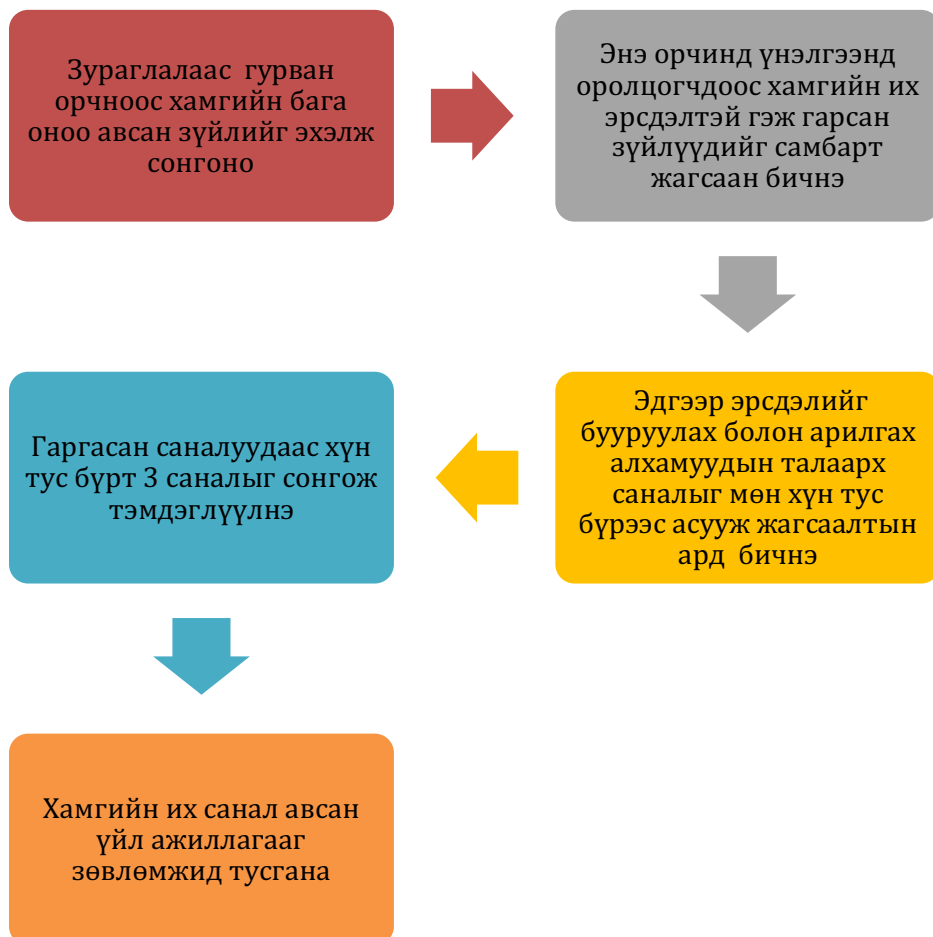 Зураглалаас гурван
орчноос хамгийн бага
оноо авсан зүйлийг эхэлж
сонгоно
Энэ орчинд үнэлгээнд
оролцогчдоос хамгийн их
эрсдэлтэй гэж гарсан
зүйлүүдийг самбарт
жагсаан бичнэ
Эдгээр эрсдэлийг
бууруулах болон арилгах
алхамуудын талаарх
саналыг мөн хүн тус
бүрээс асууж жагсаалтын
ард бичнэ
Гаргасан саналуудаас хүн
тус бүрт 3 саналыг сонгож
тэмдэглүүлнэ
Хамгийн их санал авсан
үйл ажиллагааг
зөвлөмжид тусгана